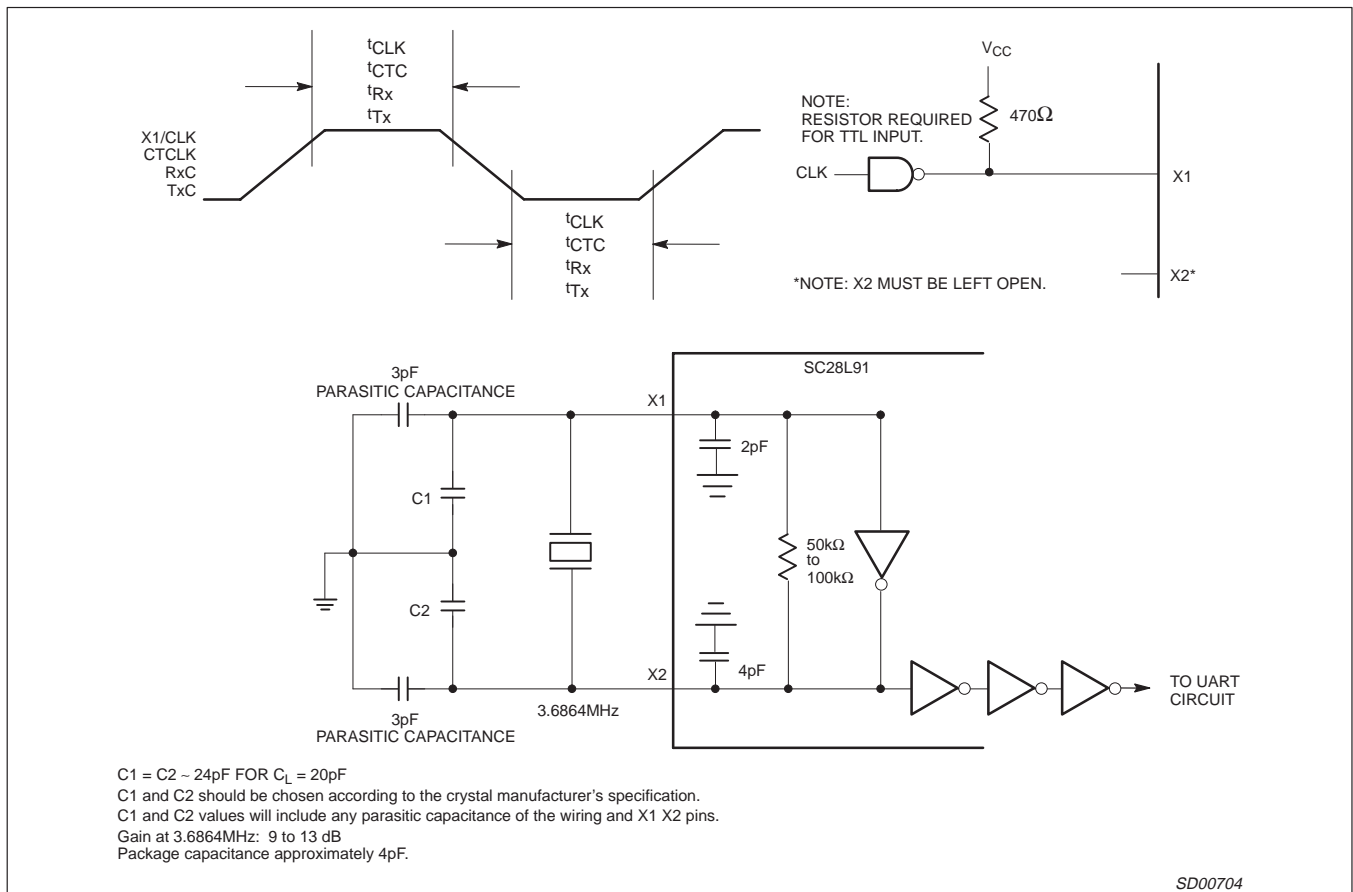 tCLK
tCTC
tRx
tTx
X1/CLK
CTCLK
RxC
TxC
tCLK
tCTC
tRx
tTx
VCC
NOTE:
RESISTOR REQUIRED
FOR TTL INPUT.
470Ω
CLK
X1
*NOTE: X2 MUST BE LEFT OPEN.
X2*
SC28L91
3pF
PARASITIC CAPACITANCE
X1
2pF
C1
50kΩ
to
100kΩ
C2
4pF
X2
3pF
PARASITIC CAPACITANCE
3.6864MHz
TO UART
CIRCUIT
C1 = C2 ~ 24pF FOR CL = 20pF
C1 and C2 should be chosen according to the crystal manufacturer's specification.
C1 and C2 values will include any parasitic capacitance of the wiring and X1 X2 pins.
Gain at 3.6864MHz: 9 to 13 dB
Package capacitance approximately 4pF.
SD00704